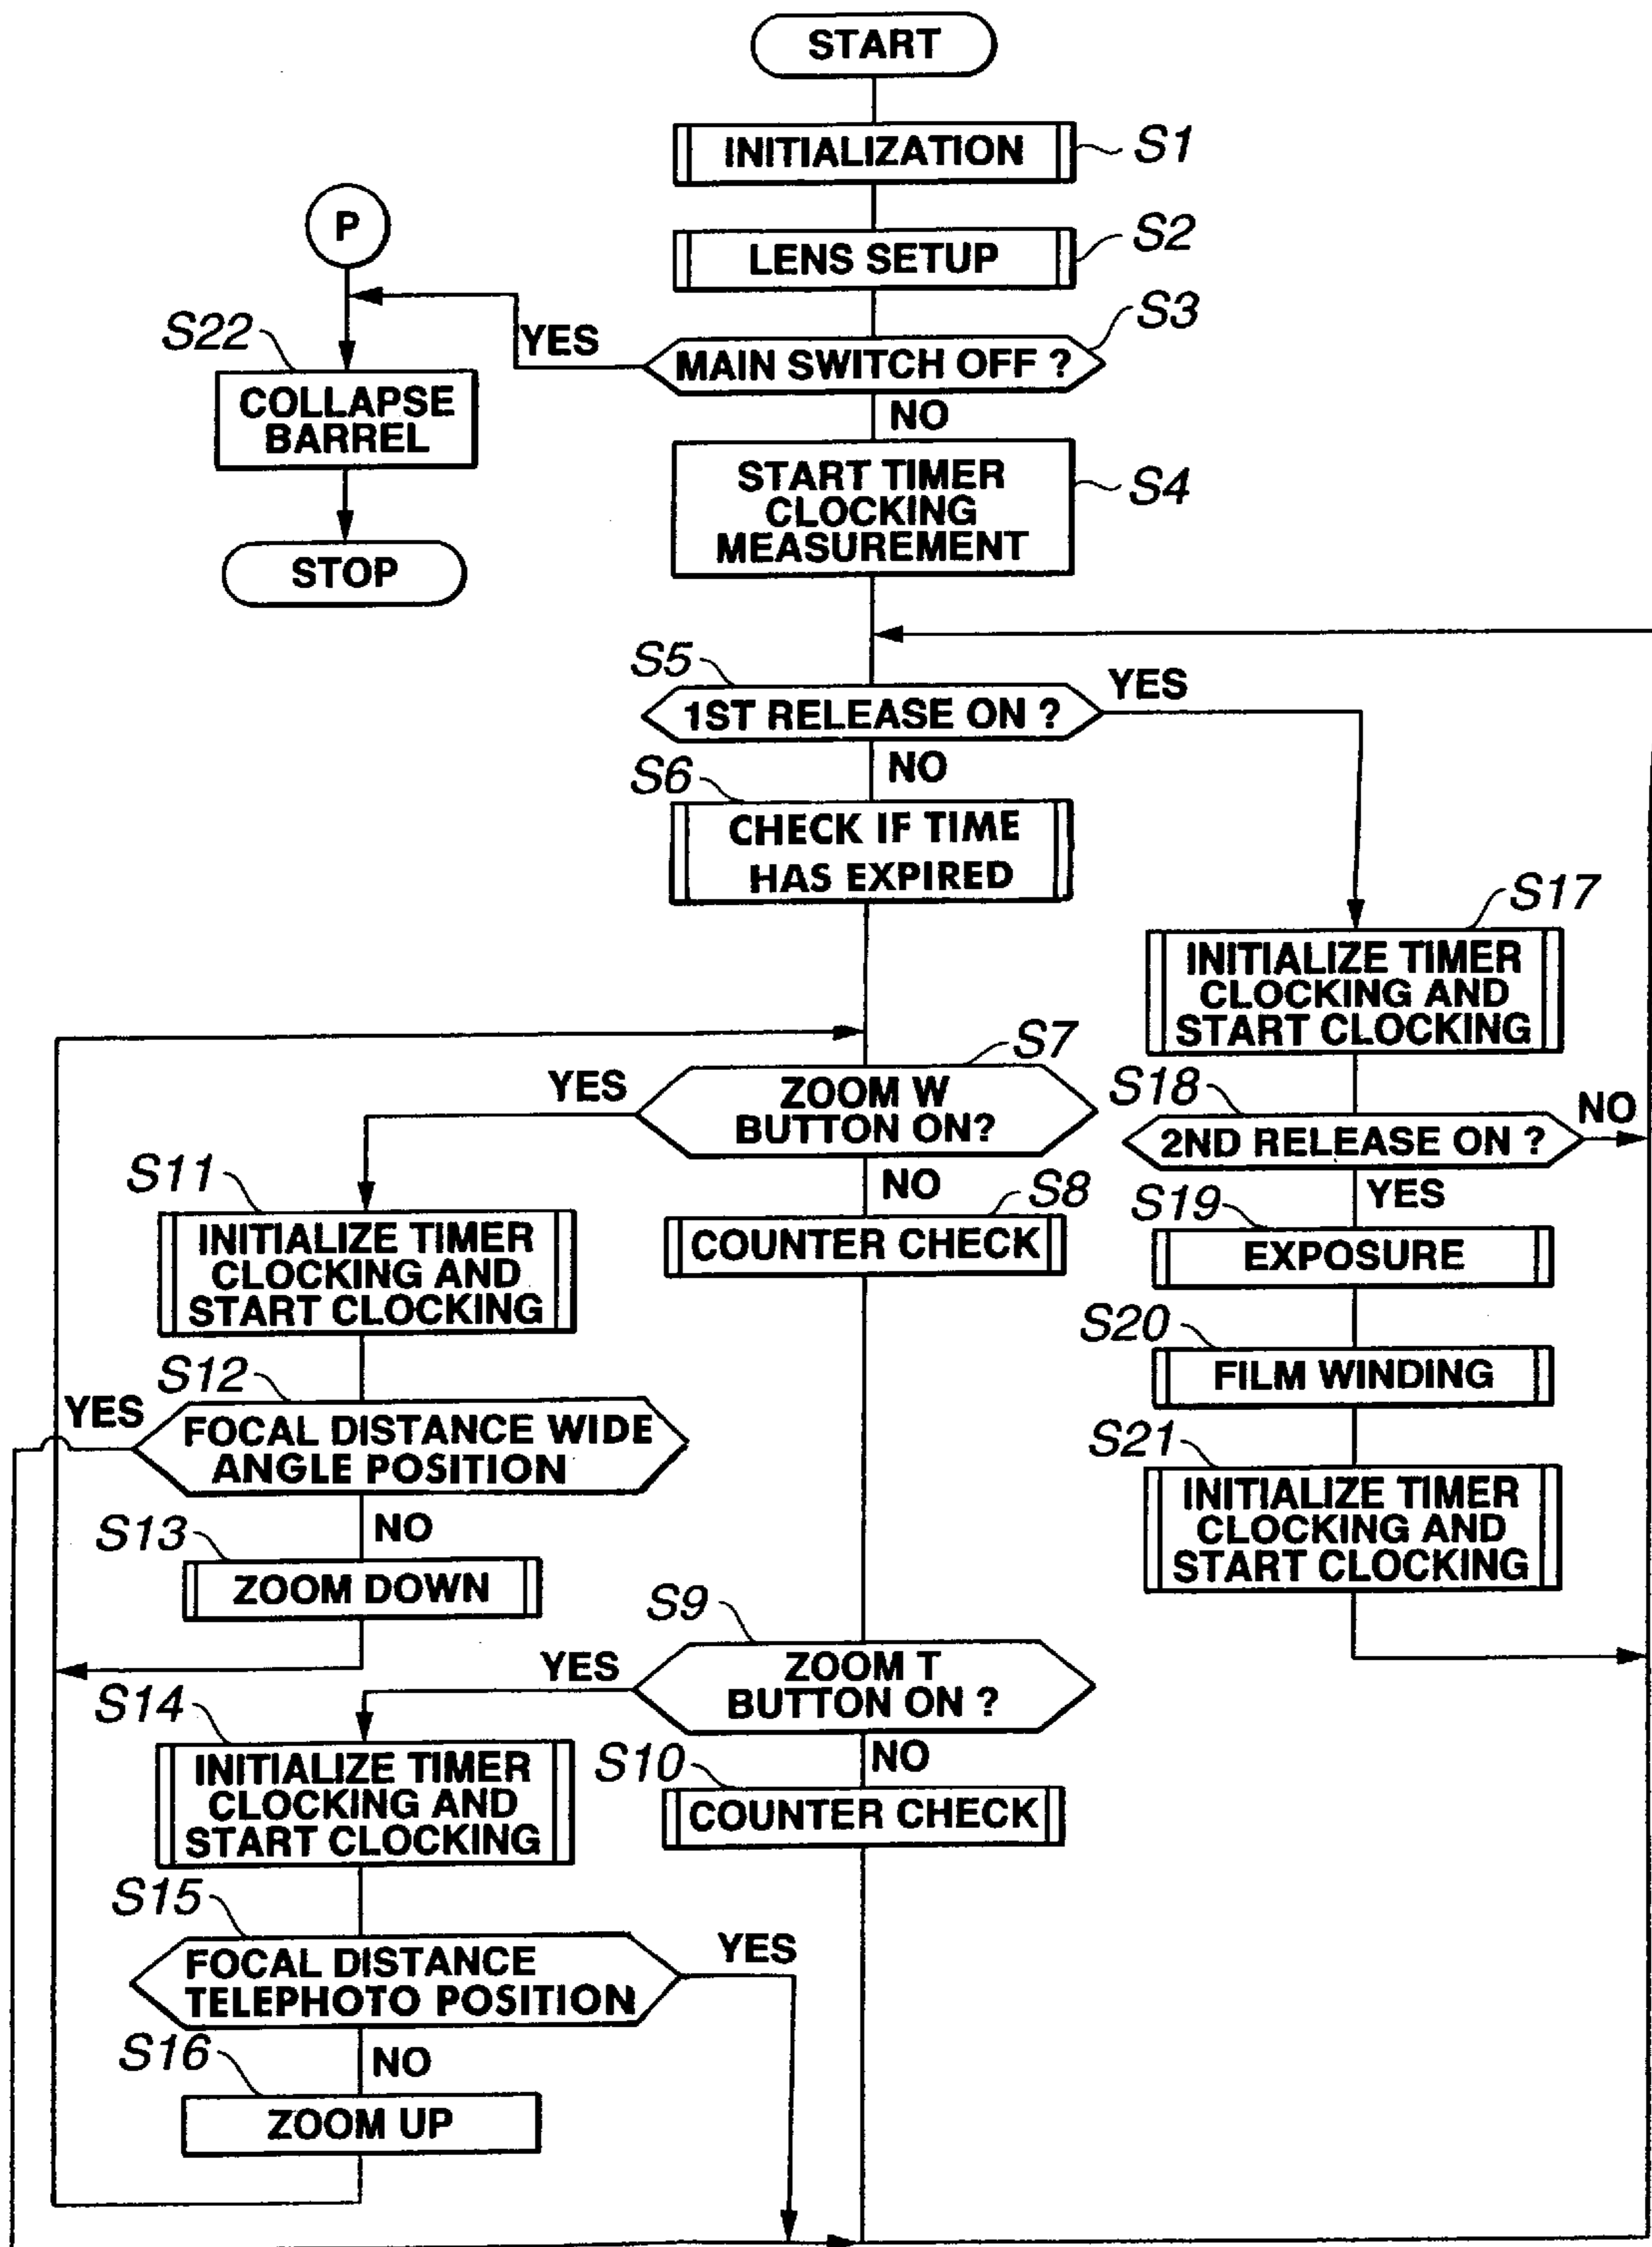 START
INITIALIZATION
S1
P
LENS SETUP
S2
S22
YES
MAIN SWITCH OFF ?
S3
COLLAPSE
BARREL
NO
START TIMER
CLOCKING
MEASUREMENT
S4
STOP
S5
1ST RELEASE ON ?
YES
NO
S6
CHECK IF TIME
HAS EXPIRED
S17
INITIALIZE TIMER
CLOCKING AND
START CLOCKING
S7
YES
ZOOM W
BUTTON ON?
S18
2ND RELEASE ON ?
NO
S11
NO
S8
YES
INITIALIZE TIMER
CLOCKING AND
START CLOCKING
COUNTER CHECK
S19
EXPOSURE
S20
FILM WINDING
S12
YES
FOCAL DISTANCE WIDE
ANGLE POSITION
S21
INITIALIZE TIMER
CLOCKING AND
START CLOCKING
NO
S13
ZOOM DOWN
S9
YES
ZOOM T
BUTTON ON ?
S14
INITIALIZE TIMER
CLOCKING AND
START CLOCKING
NO
S10
COUNTER CHECK
S15
FOCAL DISTANCE
TELEPHOTO POSITION
YES
S16
NO
ZOOM UP